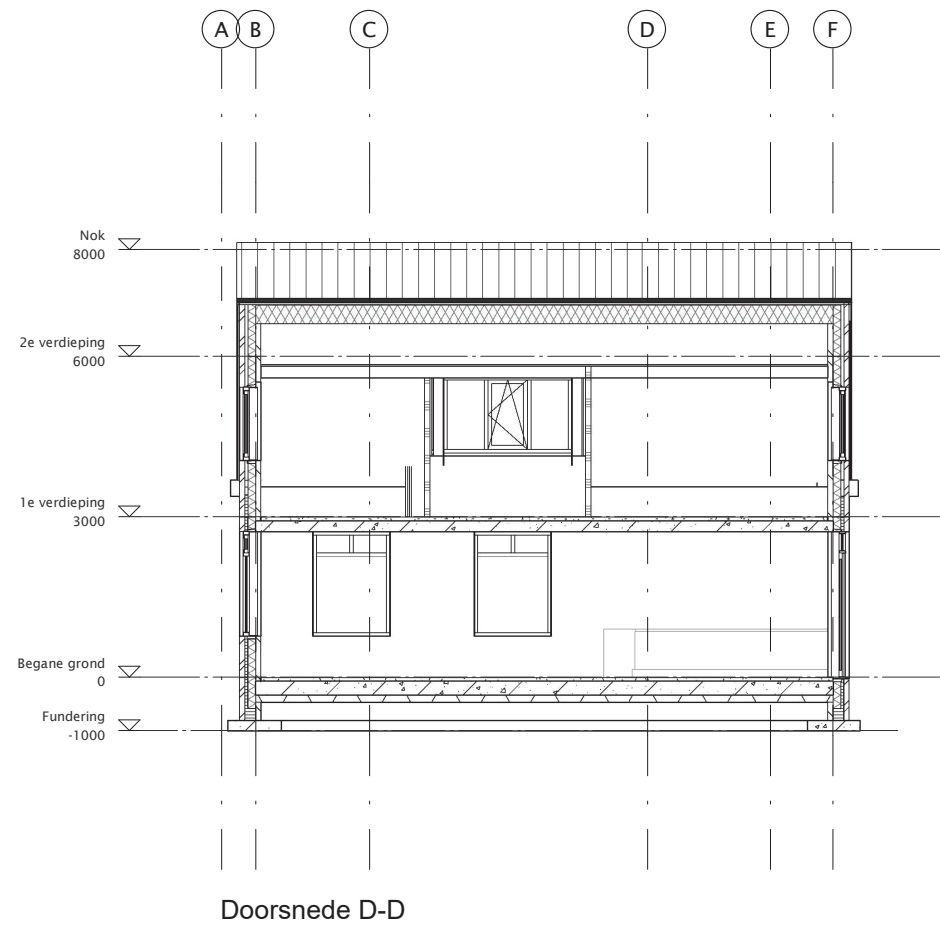 A B C D E F
Nok
8000
2e verdieping
6000
1e verdieping
3000
Begane grond
0
Fundering
-1000
Doorsnede D-D